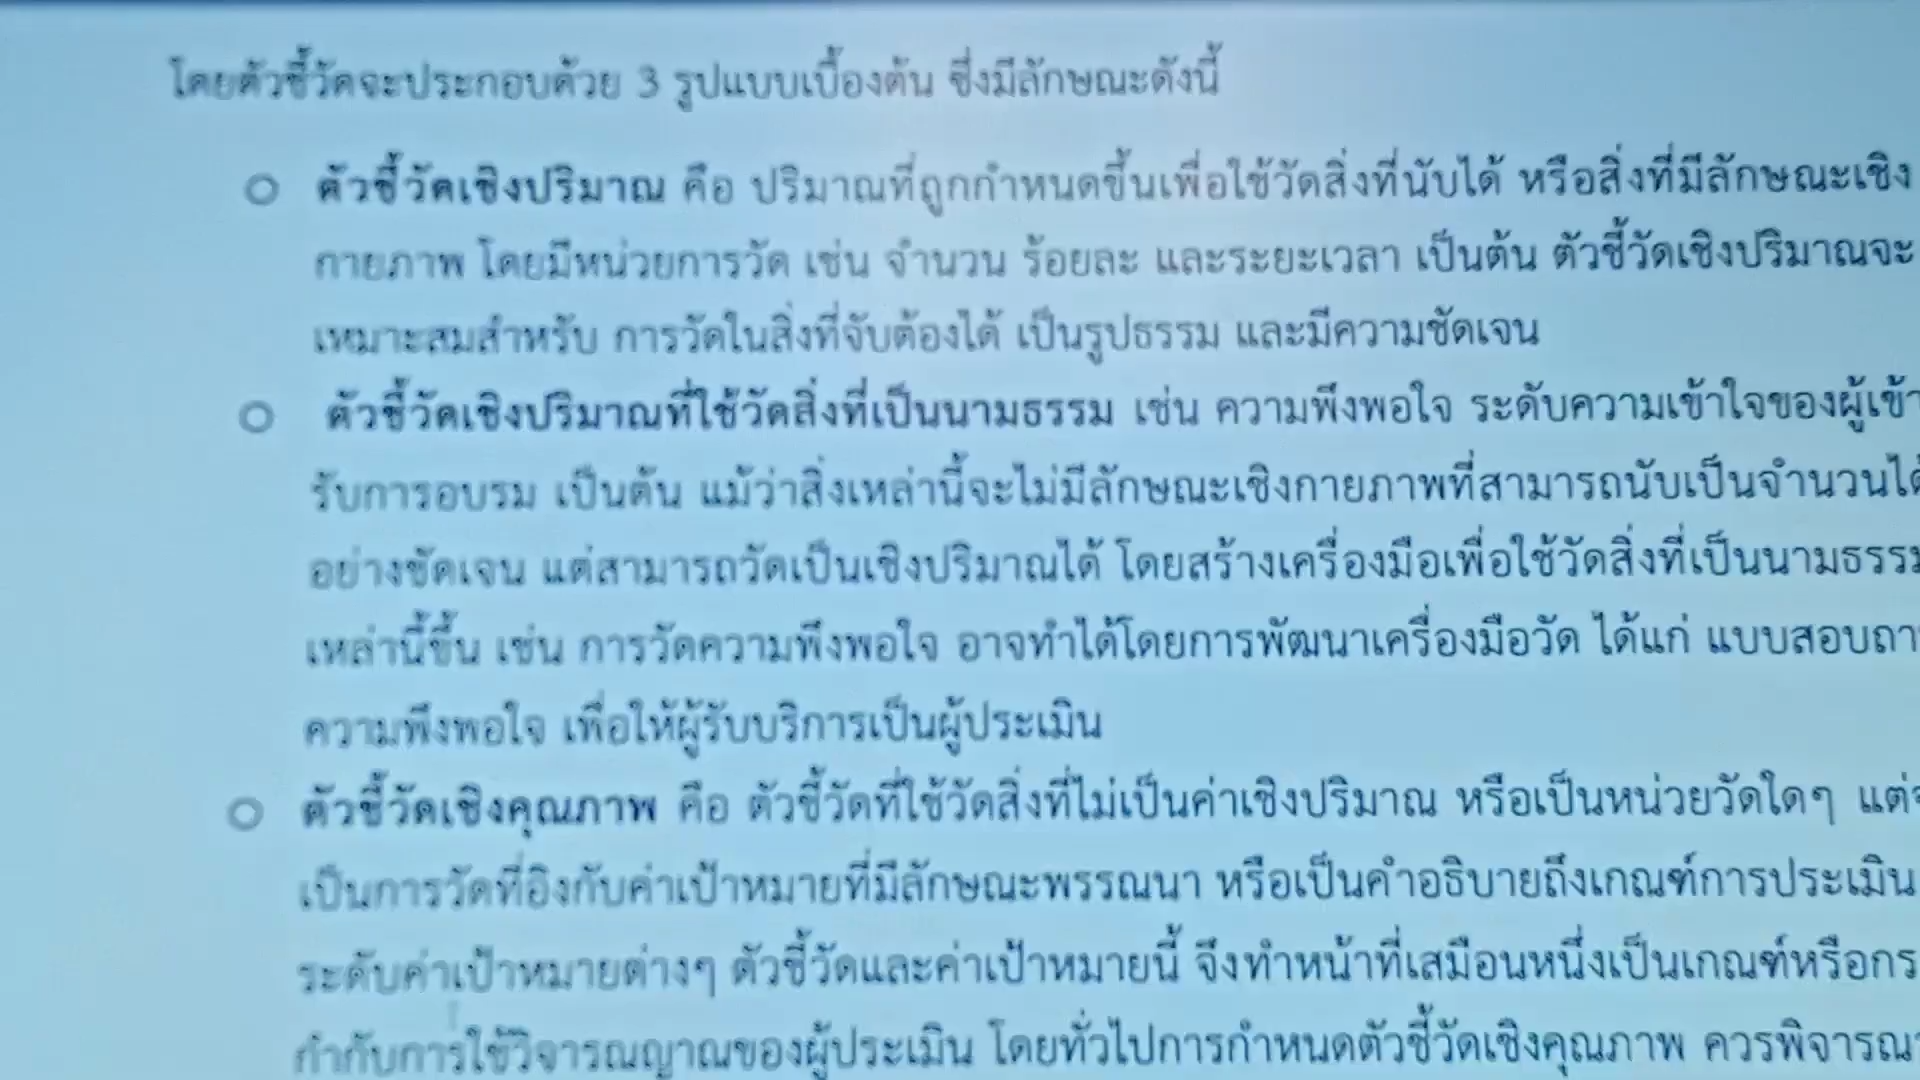 โดยตัวชี้วัดจะประกอบด้วย 3 รูปแบบเบื้องต้น ซึ่งมีลักษณะดังนี้
ตัวชี้วัดเชิงปริมาณ คือ ปริมาณที่ถูกกำหนดขึ้นเพื่อใช้วัดสิ่งที่นับได้ หรือสิ่งที่มีลักษณะเชิง
กายภาพ โดยมีหน่วยการวัด เช่น จำนวน ร้อยละ และระยะเวลา เป็นต้น ตัวชี้วัดเชิงปริมาณจะ
เหมาะสมสำหรับ การวัดในสิ่งที่จับต้องได้ เป็นรูปธรรม และมีความชัดเจน
ตัวชี้วัดเชิงปริมาณที่ใช้วัดสิ่งที่เป็นนามธรรม เช่น ความพึงพอใจ ระดับความเข้าใจของผู้เข้า
รับการอบรม เป็นต้น แม้ว่าสิ่งเหล่านี้จะไม่มีลักษณะเชิงกายภาพที่สามารถนับเป็นจำนวนได้
อย่างชัดเจน แต่สามารถวัดเป็นเชิงปริมาณได้ โดยสร้างเครื่องมือเพื่อใช้วัดสิ่งที่เป็นนามธรรม
เหล่านี้ขึ้น เช่น การวัดความพึงพอใจ อาจทำได้โดยการพัฒนาเครื่องมือวัด ได้แก่ แบบสอบถา
ความพึงพอใจ เพื่อให้ผู้รับบริการเป็นผู้ประเมิน
ตัวชี้วัดเชิงคุณภาพ คือ ตัวชี้วัดที่ใช้วัดสิ่งที่ไม่เป็นค่าเชิงปริมาณ หรือเป็นหน่วยวัดใดๆ แต่
เป็นการวัดที่อิงกับค่าเป้าหมายที่มีลักษณะพรรณนา หรือเป็นคำอธิบายถึงเกณฑ์การประเมิน
ระดับค่าเป้าหมายต่างๆ ตัวชี้วัดและค่าเป้าหมายนี้ จึงทำหน้าที่เสมือนหนึ่งเป็นเกณฑ์หรือกร
กำกับการใช้วิจารณญาณของผู้ประเมิน โดยทั่วไปการกำหนดตัวชี้วัดเชิงคุณภาพ ควรพิจารณ